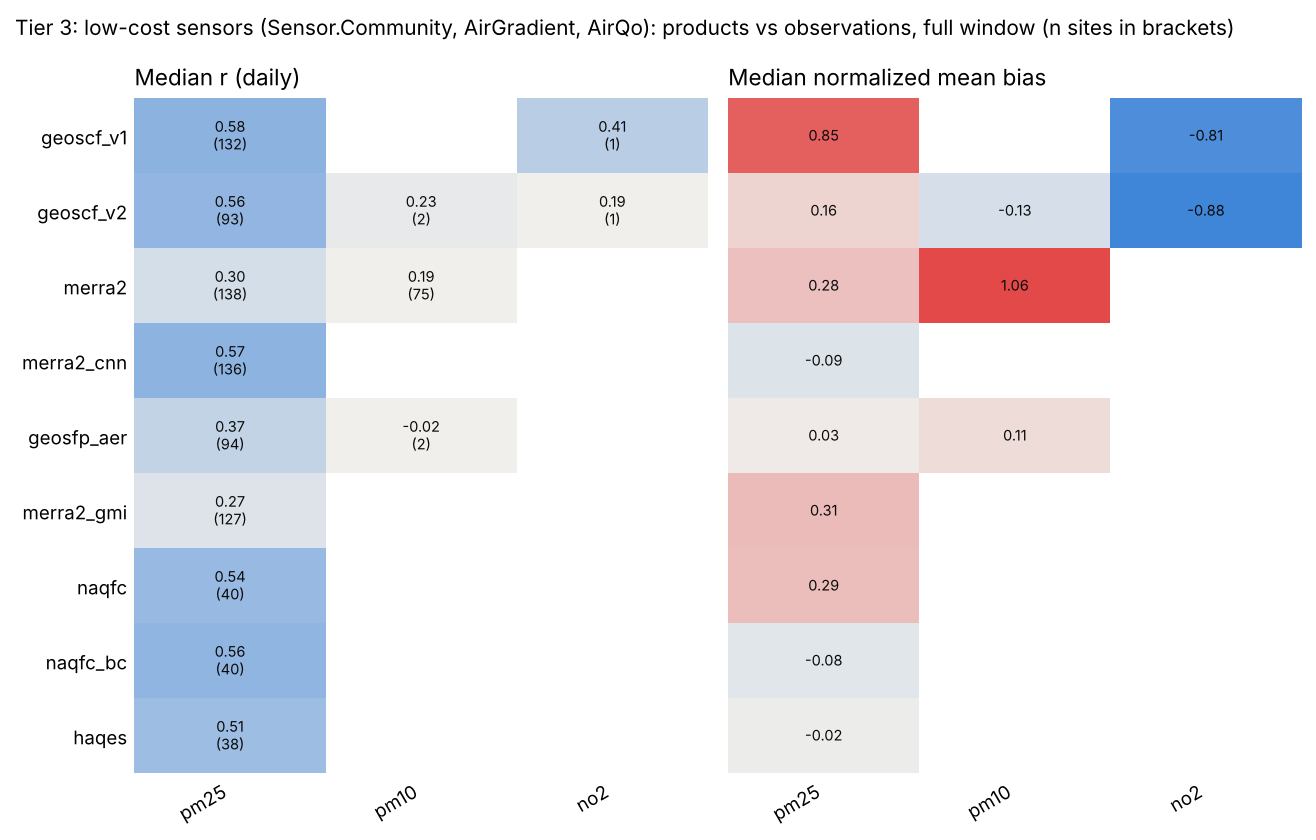 Tier 3: low-cost sensors (Sensor.Community, AirGradient, AirQo): products vs observations, full window (n sites in brackets)
Median r (daily)
Median normalized mean bias
geoscf_v1
0.58
(132)
0.41
(1)
0.85
-0.81
geoscf_v2
0.56
(93)
0.23
(2)
0.19
(1)
0.16
-0.13
-0.88
merra2
0.30
(138)
0.19
(75)
0.28
1.06
merra2_cnn
0.57
(136)
-0.09
geosfp_aer
0.37
(94)
-0.02
(2)
0.03
0.11
merra2_gmi
0.27
(127)
0.31
naqfc
0.54
(40)
0.29
naqfc_bc
0.56
(40)
-0.08
haqes
0.51
(38)
-0.02
pm25
pm10
no2
pm25
pm10
no2